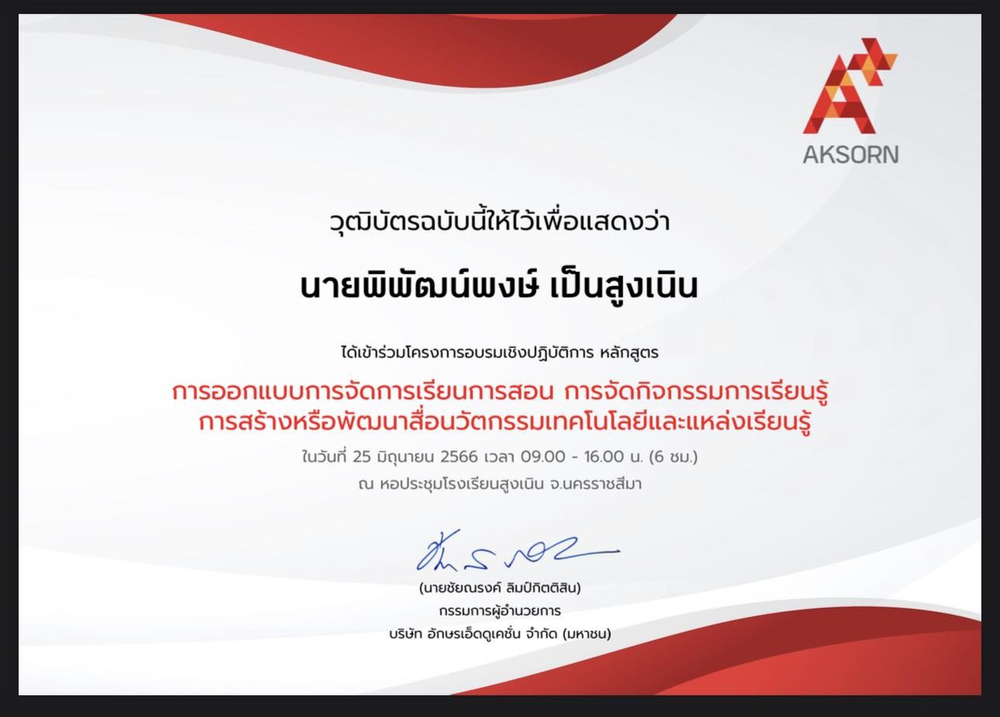 AKSORN
วุฒิบัตรฉบับนี้ให้ไว้เพื่อแสดงว่า
นายพิพัฒน์พงษ์ เป็นสูงเนิน
ได้เข้าร่วมโครงการอบรมเชิงปฏิบัติการ หลักสูตร
การออกแบบการจัดการเรียนการสอน การจัดกิจกรรมการเรียนรู้
การสร้างหรือพัฒนาสื่อนวัตกรรมเทคโนโลยีและแหล่งเรียนรู้
ในวันที่ 25 มิถุนายน 2566 เวลา 09.00 - 16.00 น. (6 ชม.)
ณ หอประชุมโรงเรียนสูงเนิน จ.นครราชสีมา
(นายชัยณรงค์ ลิมป์กิตติสิน)
กรรมการผู้อำนวยการ
บริษัท อักษรเอ็ดดูเคชั่น จำกัด (มหาชน)